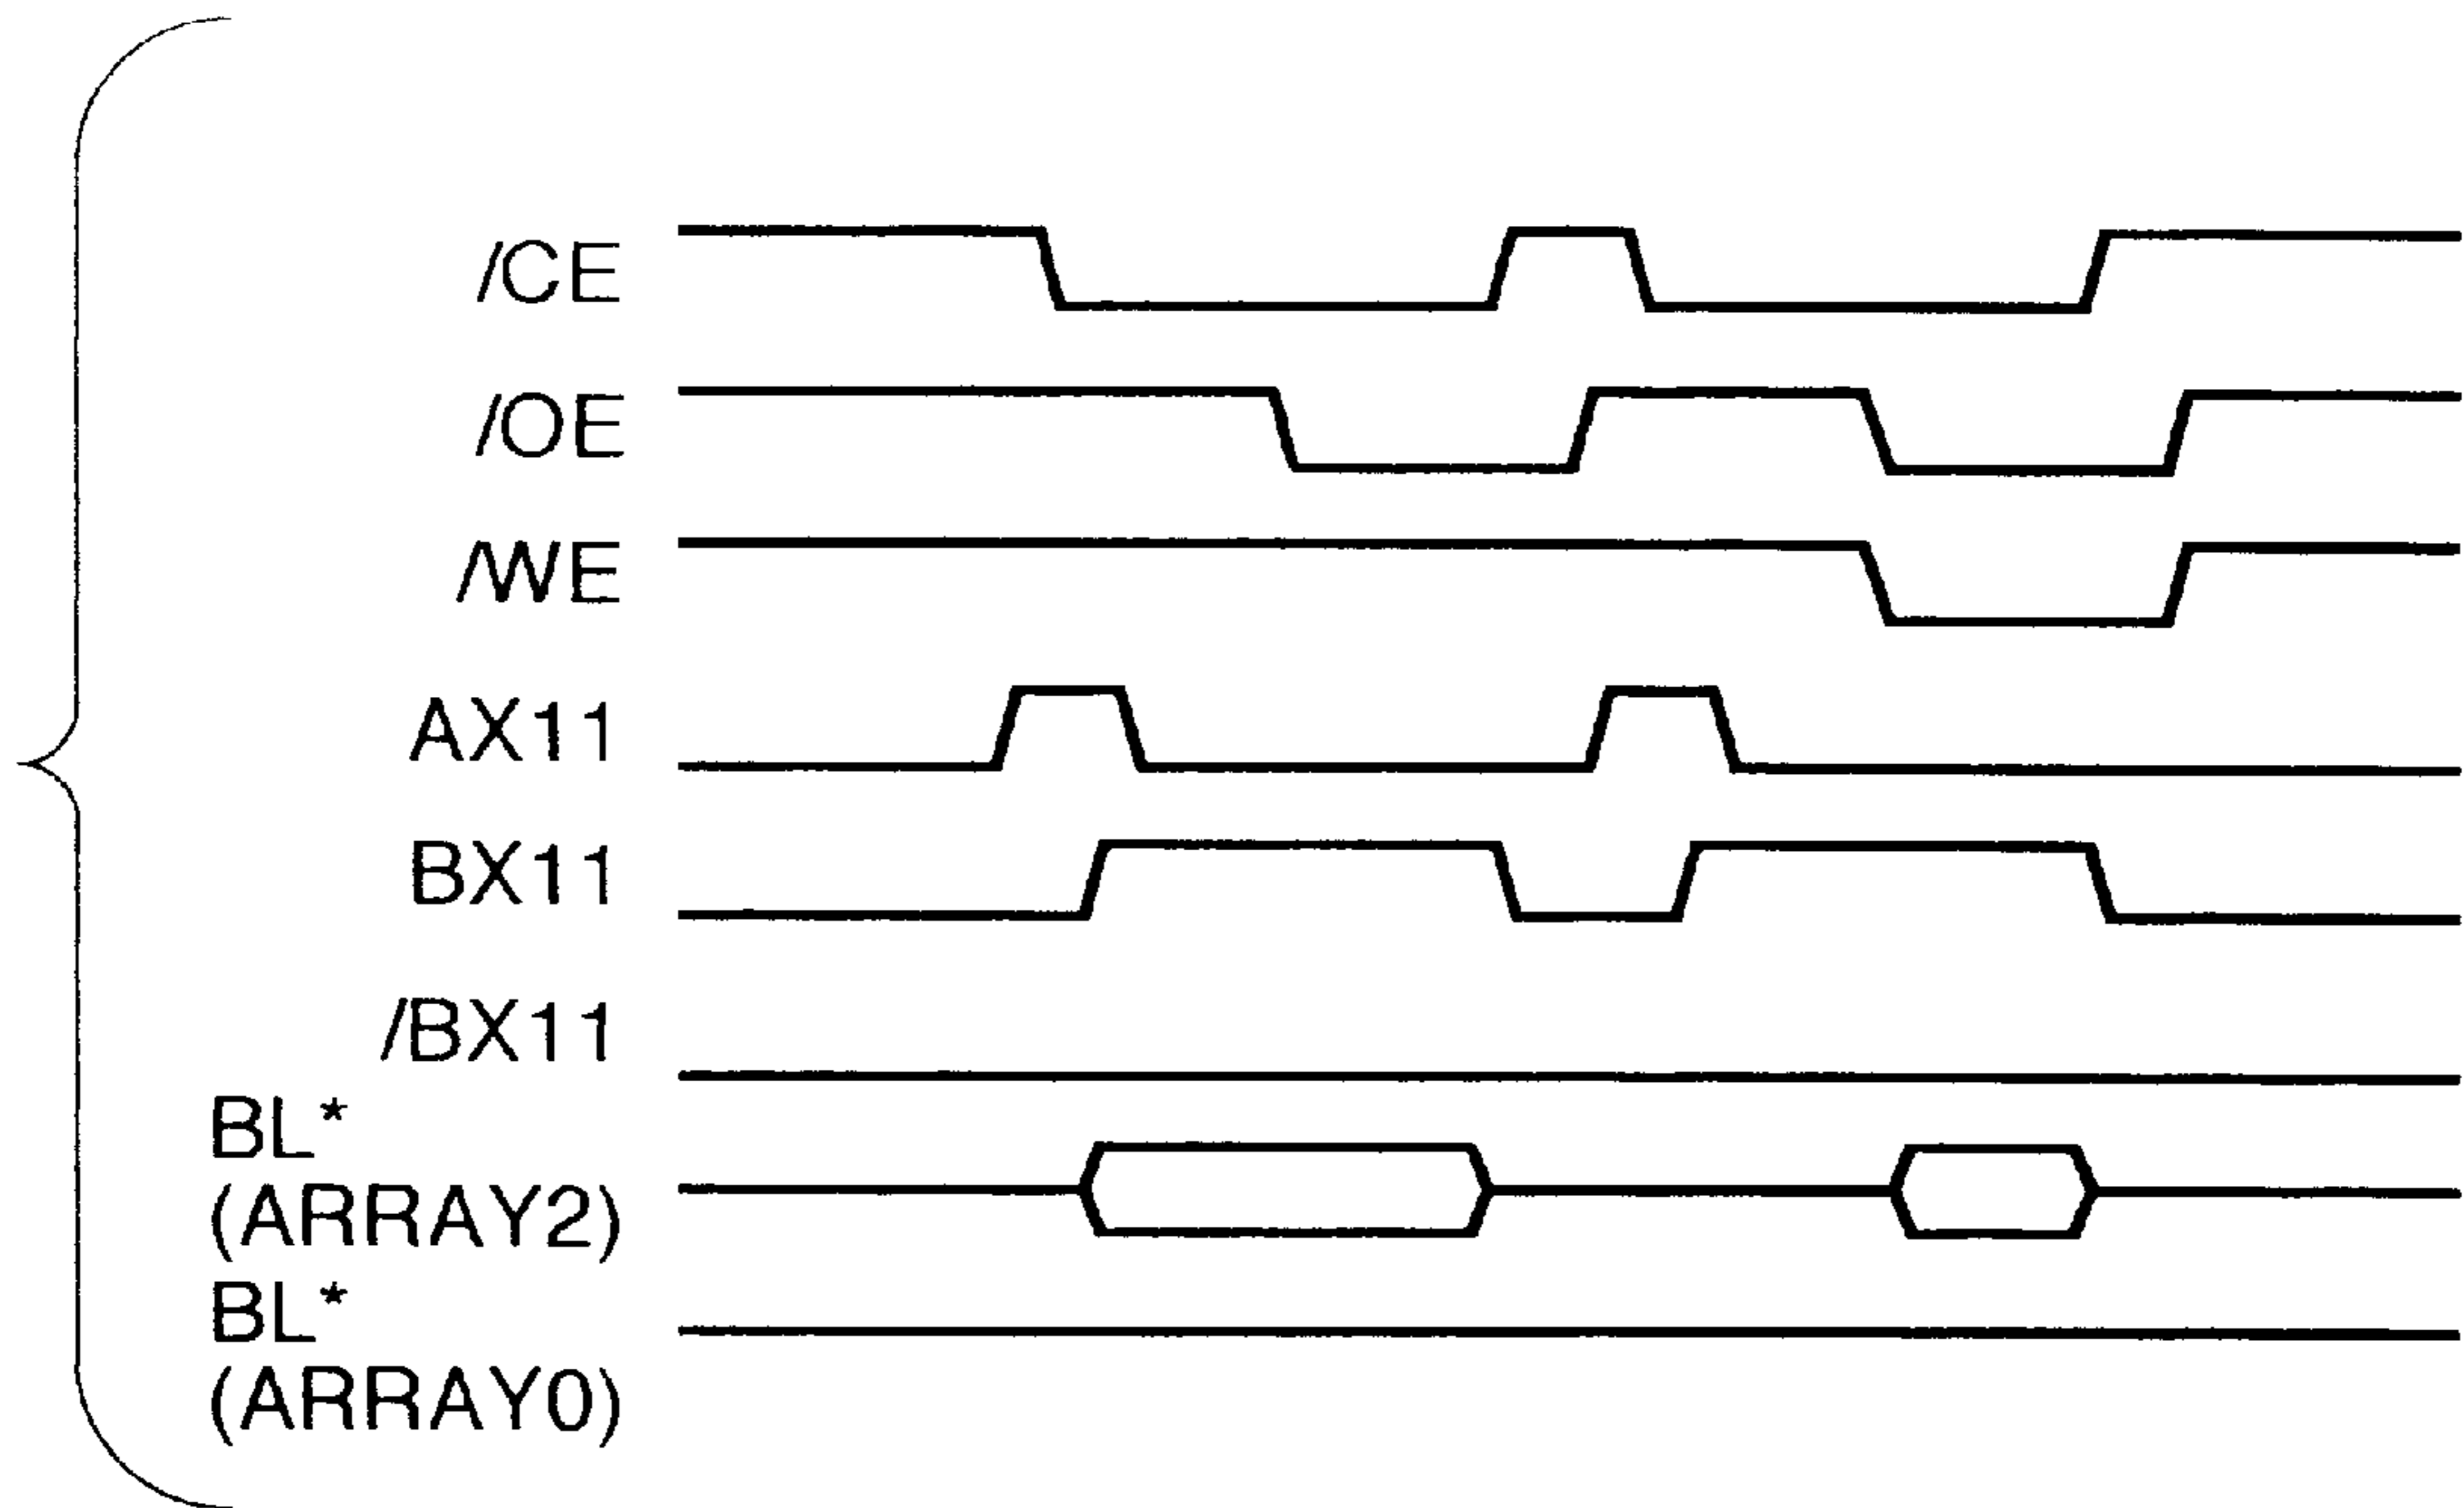 /CE
/OE
/WE
AX11
BX11
/BX11
BL*
(ARRAY2)
BL*
(ARRAY0)